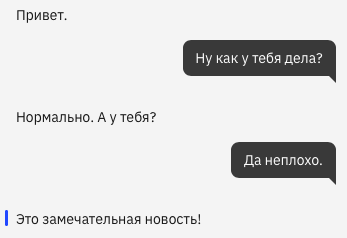 Привет.
Ну как у тебя дела?
Нормально. А у тебя?
Да неплохо.
Это замечательная новость!